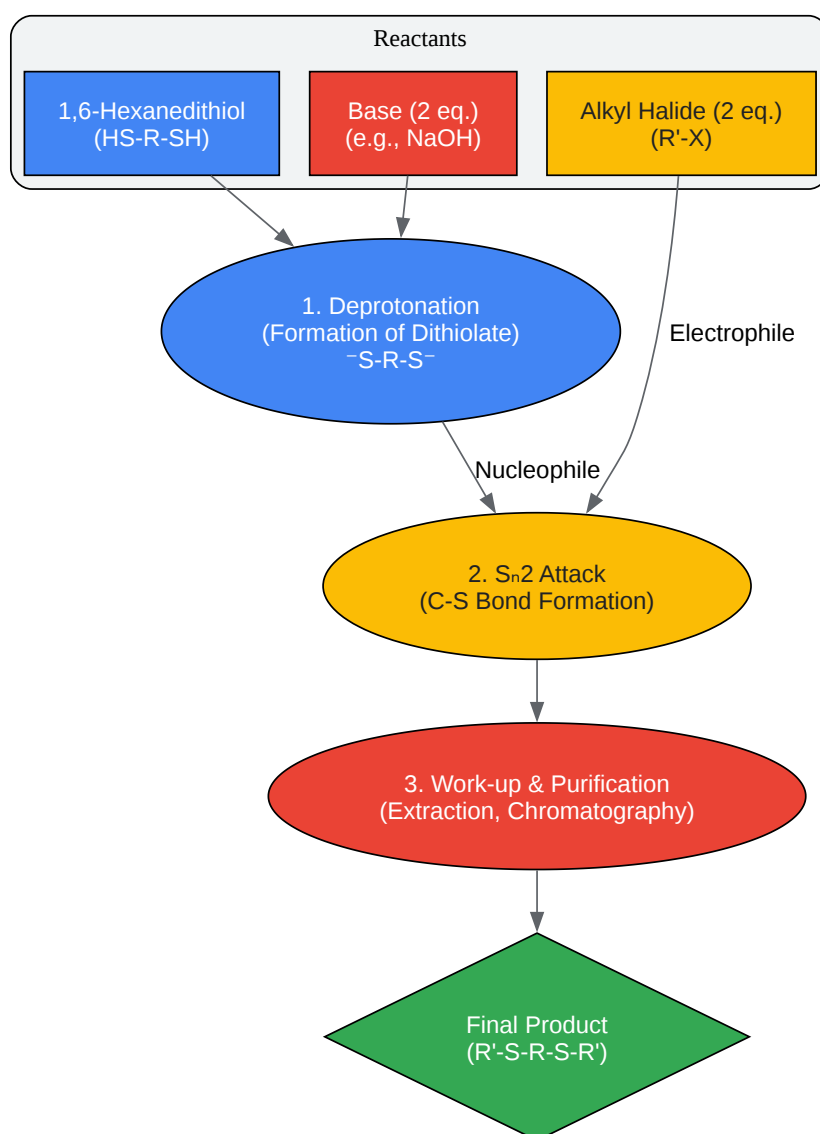 Reactants
1,6-Hexanedithiol
(HS-R-SH)
Base (2 eq.)
(e.g., NaOH)
Alkyl Halide (2 eq.)
(R'-X)
1. Deprotonation
(Formation of Dithiolate)
⁻S-R-S⁻
Electrophile
Nucleophile
2. Sₙ2 Attack
(C-S Bond Formation)
3. Work-up & Purification
(Extraction, Chromatography)
Final Product
(R'-S-R-S-R')